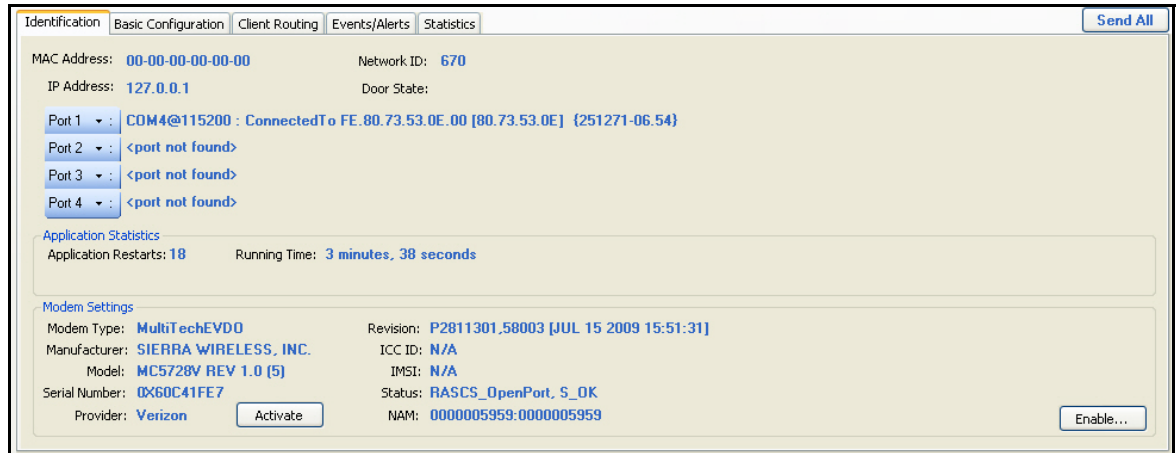 Identification Basic Configuration Client Routing Events/Alerts Statistics Send All
MAC Address: 00-00-00-00-00-00 Network ID: 670
IP Address: 127.0.0.1 Door State:
Port 1 : COM4@115200 : ConnectedTo FE.80.73.53.0E.00 [80.73.53.0E] {251271-06.54}
Port 2 : <port not found>
Port 3 : <port not found>
Port 4 : <port not found>
Application Statistics
Application Restarts: 18 Running Time: 3 minutes, 38 seconds
Modem Settings
Modem Type: MultiTechEVDO Revision: P2811301,58003 [JUL 15 2009 15:51:31]
Manufacturer: SIERRA WIRELESS, INC. ICC ID: N/A
Model: MC5728V REV 1.0 (5) IMSI: N/A
Serial Number: 0X60C41FE7 Status: RASCS_OpenPort, S_OK
Provider: Verizon Activate NAM: 0000005959:0000005959 Enable...